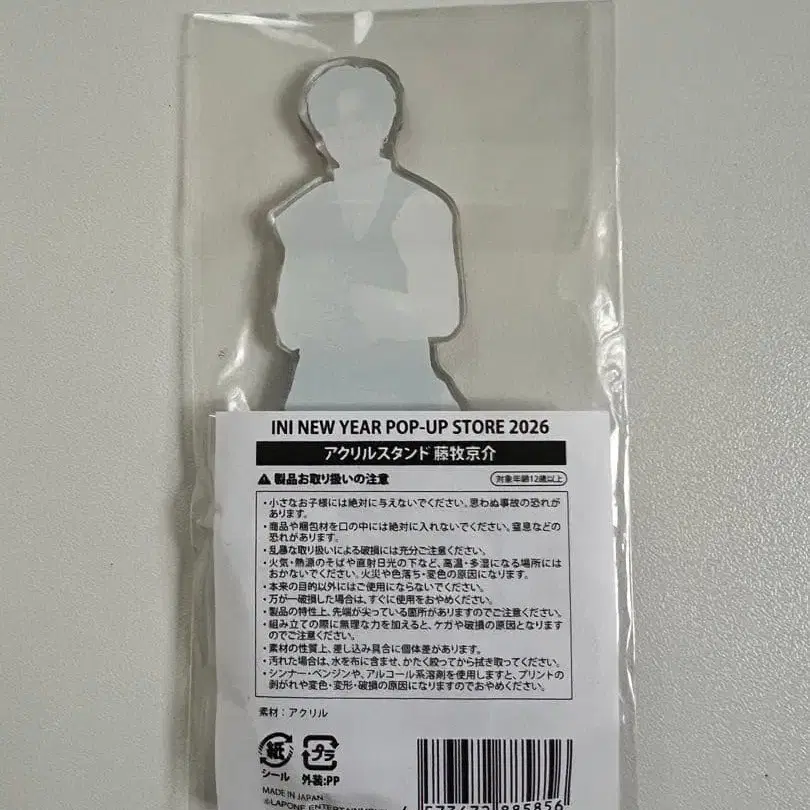 INI NEW YEAR POP-UP STORE 2026
アクリルスタンド 藤牧京介
製品お取り扱いの注意
対象年齢12歳以上
・小さなお子様には絶対に与えないでください。思わぬ事故の恐れが
あります。
・商品や梱包材を口の中には絶対に入れないでください。窒息などの
恐れがあります。
・乱暴な取り扱いによる破損には充分ご注意ください。
・火気・熱源のそばや直射日光の下など、高温・多湿になる場所には
おかないでください。火災や色落ち・変色の原因になります。
・本来の目的以外にはご使用にならないでください。
・万が一破損した場合は、すぐに使用をおやめください。
・製品の特性上、先端が尖っている箇所がありますのでご注意ください。
・組み立ての際に無理な力を加えると、ケガや破損の原因となります
のでご注意ください。
・素材の性質上、差し込み具合に個体差があります。
・汚れた場合は、水を布に含ませ、かたく絞ってから拭き取ってください。
・シンナー・ベンジンや、アルコール系溶剤を使用しますと、プリントの
剥がれや変色・変形・破損の原因になりますのでおやめください。
素材：アクリル
紙 プラ
シール 外装:PP
MADE IN JAPAN
©LAPONE ENTERTAINMENT
4 573672 885856